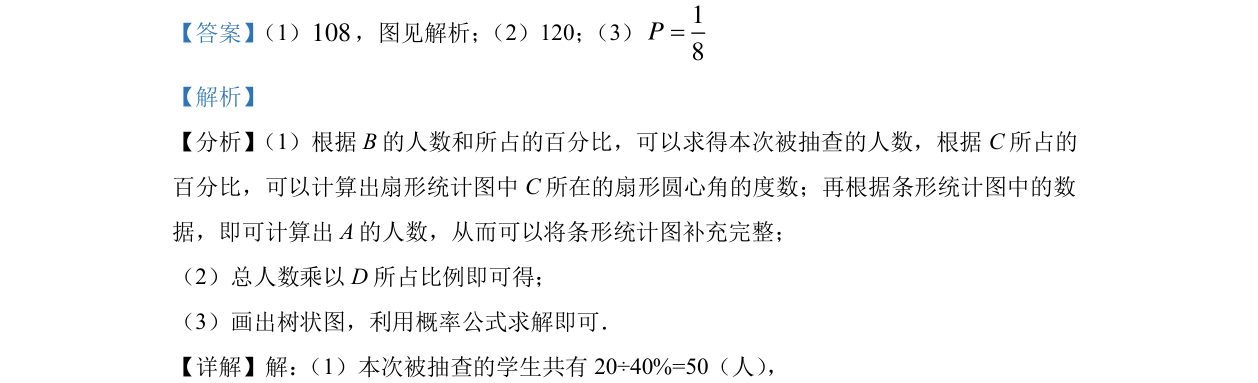 【答案】（1）108，图见解析；（2）120；（3）P=1/8
【解析】
【分析】（1）根据 B 的人数和所占的百分比，可以求得本次被抽查的人数，根据 C 所占的
百分比，可以计算出扇形统计图中 C 所在的扇形圆心角的度数；再根据条形统计图中的数
据，即可计算出 A 的人数，从而可以将条形统计图补充完整；
（2）总人数乘以 D 所占比例即可得；
（3）画出树状图，利用概率公式求解即可．
【详解】解：（1）本次被抽查的学生共有 20÷40%=50（人），